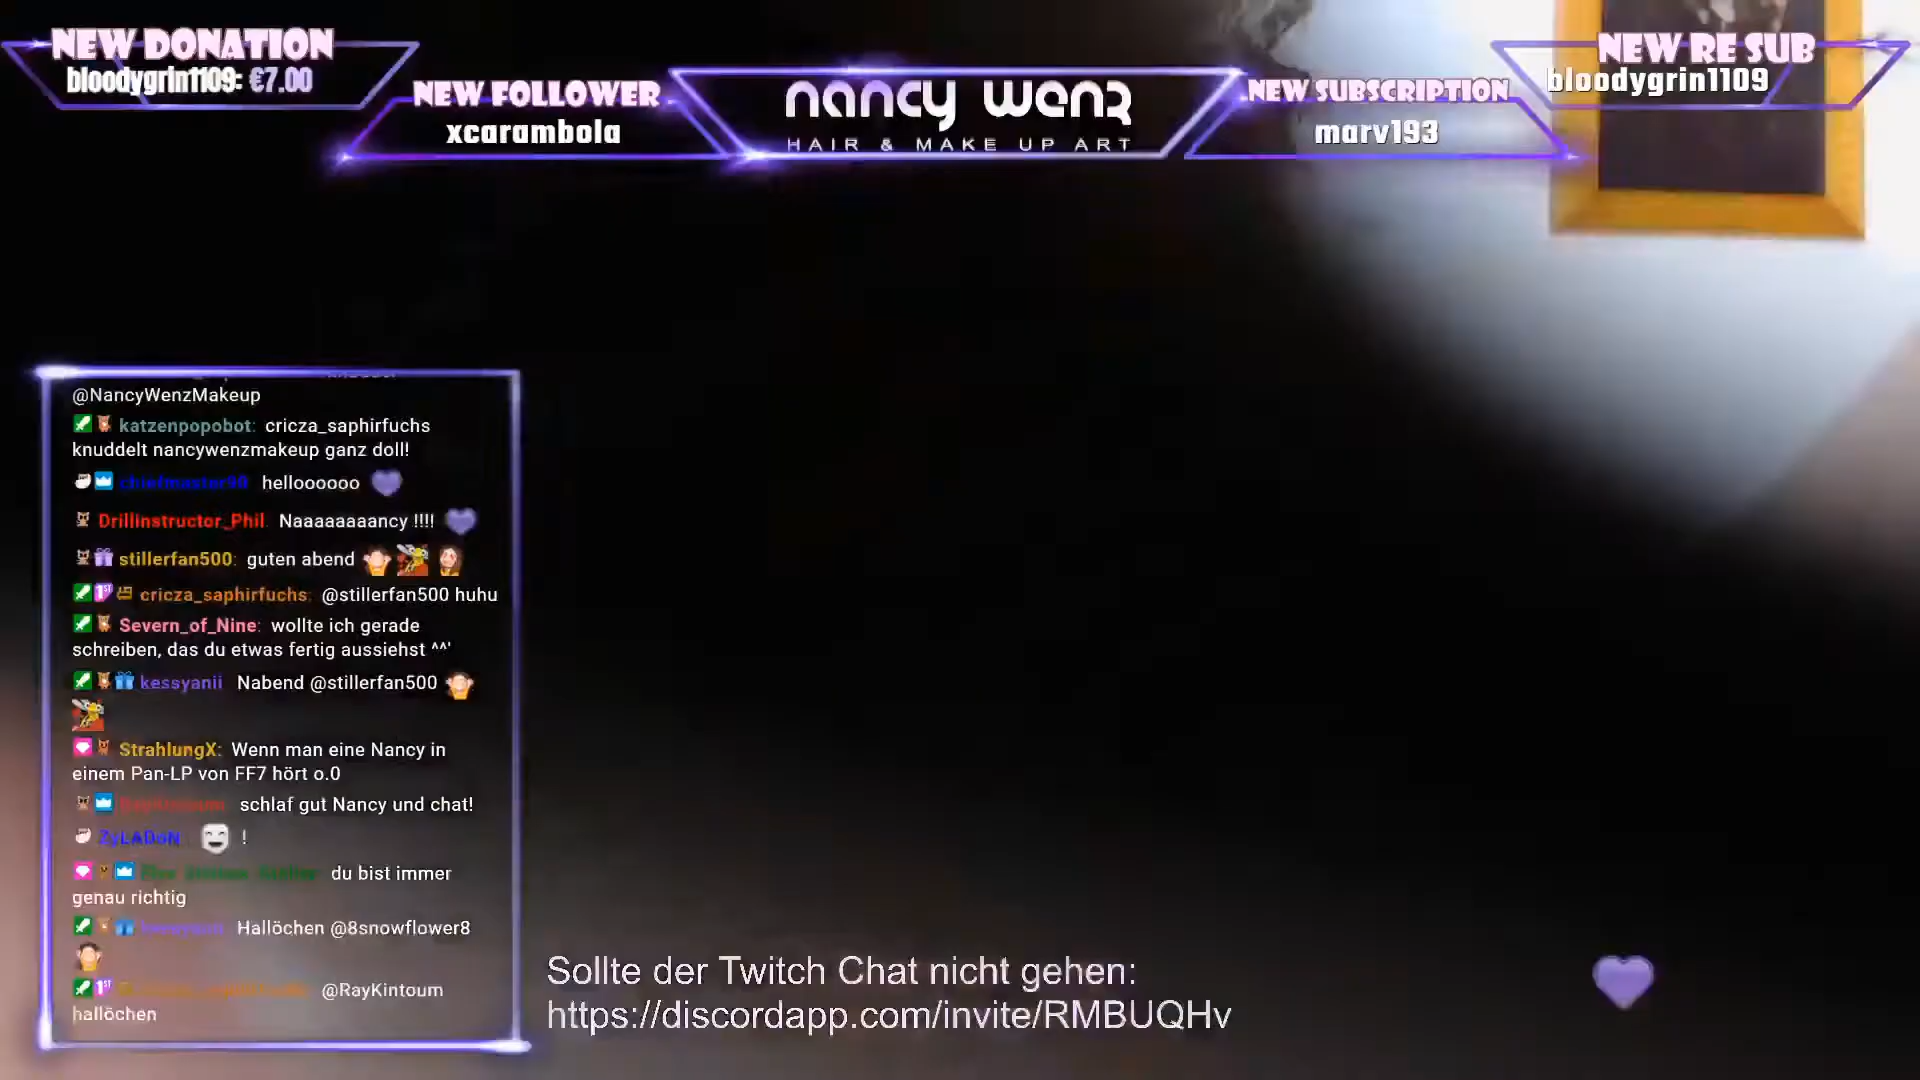 NEW DONATION
bloodygrin1109: €7.00
NEW FOLLOWER
xcarambola
nancy wenz
HAIR & MAKE UP ART
NEW SUBSCRIPTION
marv193
NEW RE SUB
bloodygrin1109
@NancyWenzMakeup
katzenpopobot: cricza_saphirfuchs
knuddelt nancywenzmakeup ganz doll!
chiefmaster90 helloooooo
Drillinstructor_Phil: Naaaaaaaancy !!!!
stillerfan500: guten abend
cricza_saphirfuchs: @stillerfan500 huhu
Severn_of_Nine: wollte ich gerade
schreiben, das du etwas fertig aussiehst ^^'
kessyanii Nabend @stillerfan500
StrahlungX: Wenn man eine Nancy in
einem Pan-LP von FF7 hört o.0
schlaf gut Nancy und chat!
ZyLADoN !
du bist immer
genau richtig
Hallöchen @8snowflower8
@RayKintoum
hallöchen
Sollte der Twitch Chat nicht gehen:
https://discordapp.com/invite/RMBUQHv